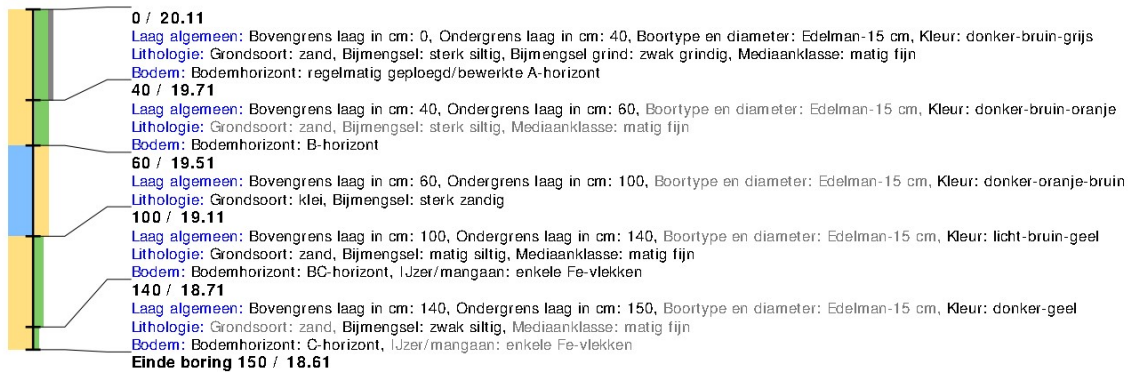 0 / 20.11
Laag algemeen: Bovengrens laag in cm: 0, Ondergrens laag in cm: 40, Boortype en diameter: Edelman-15 cm, Kleur: donker-bruin-grijs
Lithologie: Grondsoort: zand, Bijmengsel: sterk siltig, Bijmengsel grind: zwak grindig, Mediaanklasse: matig fijn
Bodem: Bodemhorizont: regelmatig geploegd/bewerkte A-horizont
40 / 19.71
Laag algemeen: Bovengrens laag in cm: 40, Ondergrens laag in cm: 60, Boortype en diameter: Edelman-15 cm, Kleur: donker-bruin-oranje
Lithologie: Grondsoort: zand, Bijmengsel: sterk siltig, Mediaanklasse: matig fijn
Bodem: Bodemhorizont: B-horizont
60 / 19.51
Laag algemeen: Bovengrens laag in cm: 60, Ondergrens laag in cm: 100, Boortype en diameter: Edelman-15 cm, Kleur: donker-oranje-bruin
Lithologie: Grondsoort: klei, Bijmengsel: sterk zandig
100 / 19.11
Laag algemeen: Bovengrens laag in cm: 100, Ondergrens laag in cm: 140, Boortype en diameter: Edelman-15 cm, Kleur: licht-bruin-geel
Lithologie: Grondsoort: zand, Bijmengsel: matig siltig, Mediaanklasse: matig fijn
Bodem: Bodemhorizont: BC-horizont, IJzer/mangaan: enkele Fe-vlekken
140 / 18.71
Laag algemeen: Bovengrens laag in cm: 140, Ondergrens laag in cm: 150, Boortype en diameter: Edelman-15 cm, Kleur: donker-geel
Lithologie: Grondsoort: zand, Bijmengsel: zwak siltig, Mediaanklasse: matig fijn
Bodem: Bodemhorizont: C-horizont, IJzer/mangaan: enkele Fe-vlekken
Einde boring 150 / 18.61